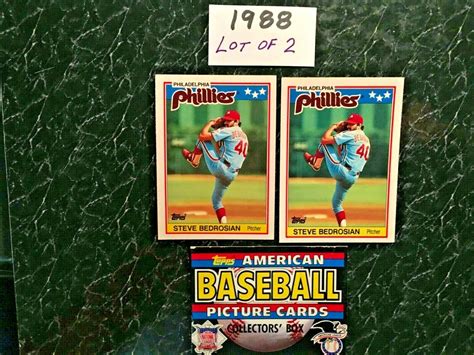 1988
LOT OF 2
PHILADELPHIA
Phillies
40
Topps
STEVE BEDROSIAN Pitcher
PHILADELPHIA
Phillies
40
Topps
STEVE BEDROSIAN Pitcher
Topps AMERICAN
BASEBALL
PICTURE CARDS
COLLECTORS' BOX